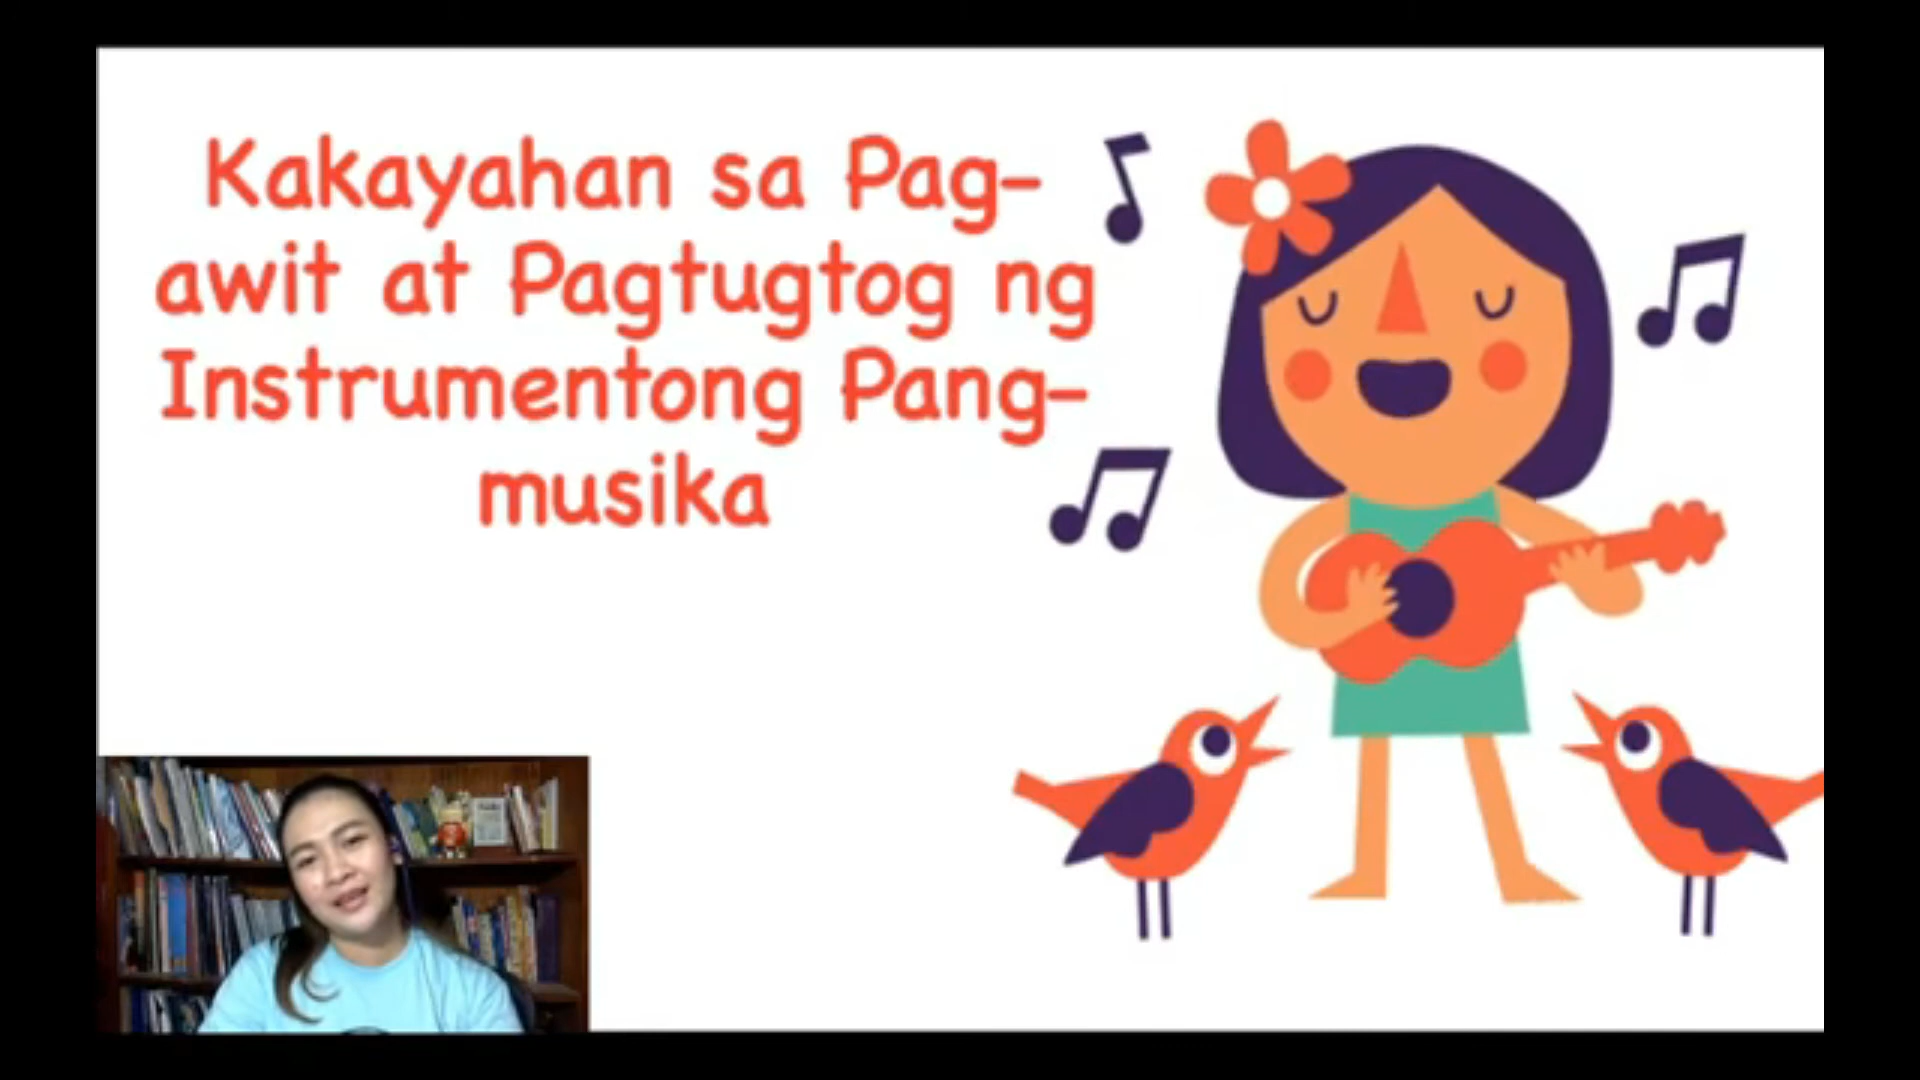 Kakayahan sa Pag-
awit at Pagtugtog ng
Instrumentong Pang-
musika